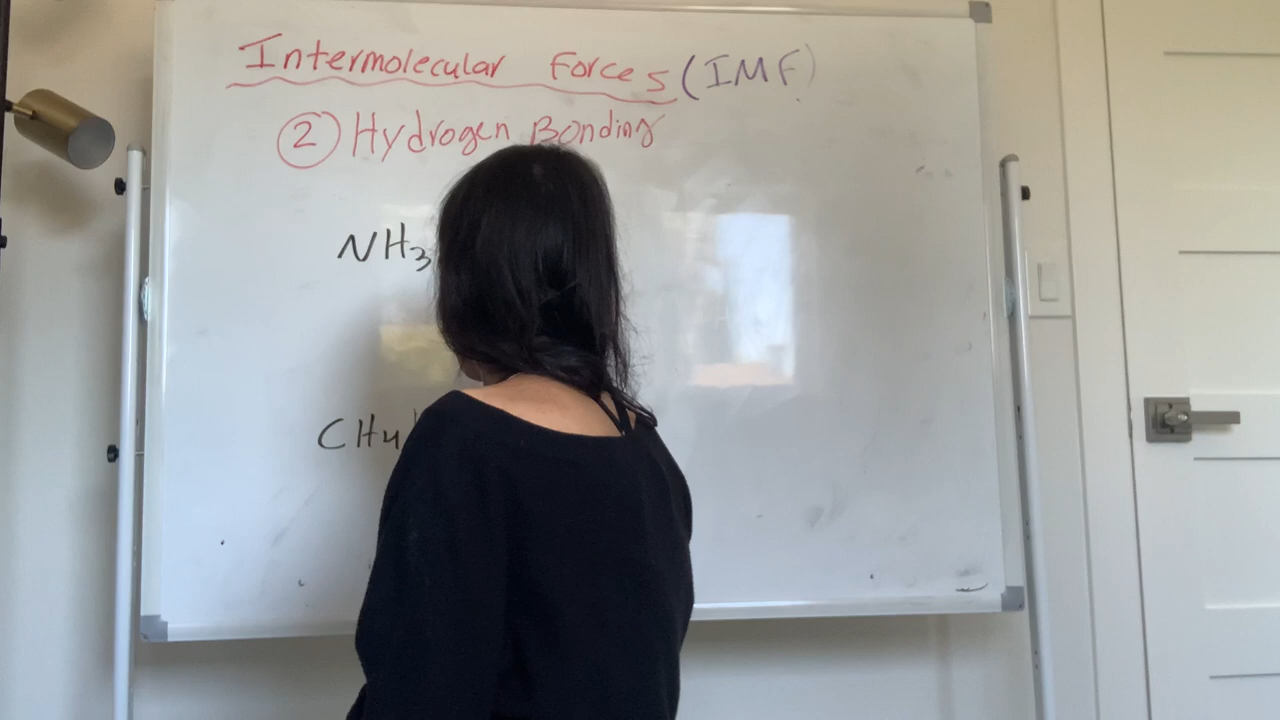 Intermolecular Forces (IMF)
2 Hydrogen Bonding
NH3
CH4